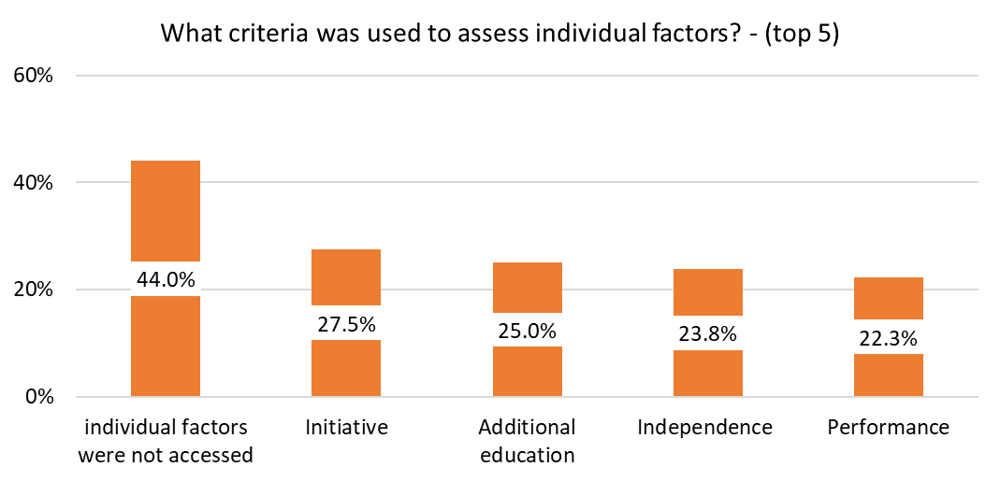 What criteria was used to assess individual factors? - (top 5)
60%
40%
20%
0%
44.0%
27.5%
25.0%
23.8%
22.3%
individual factors
were not accessed
Initiative
Additional
education
Independence
Performance